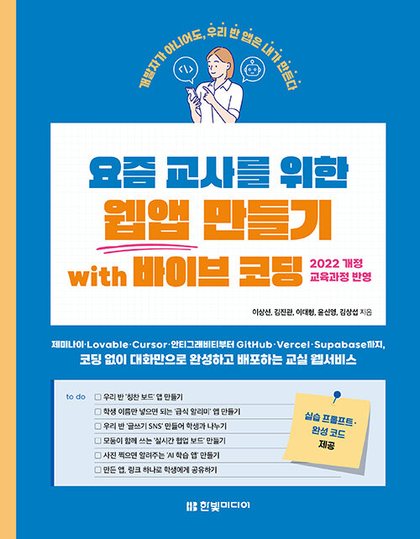 개발자가 아니어도, 우리 반 앱은 내가 만든다
요즘 교사를 위한
웹앱 만들기
with 바이브 코딩
2022 개정
교육과정 반영
이상선, 김진관, 이대형, 윤신영, 김상섭 지음
제미나이·Lovable·Cursor·안티그래비티부터 GitHub·Vercel·Supabase까지,
코딩 없이 대화만으로 완성하고 배포하는 교실 웹서비스
to do
우리 반 '칭찬 보드' 앱 만들기
학생 이름만 넣으면 되는 '급식 알리미' 앱 만들기
우리 반 '글쓰기 SNS' 만들어 학생과 나누기
모둠이 함께 쓰는 '실시간 협업 보드' 만들기
사진 찍으면 알려주는 'AI 학습 앱' 만들기
만든 앱, 링크 하나로 학생에게 공유하기
실습 프롬프트·
완성 코드
제공
HB 한빛미디어